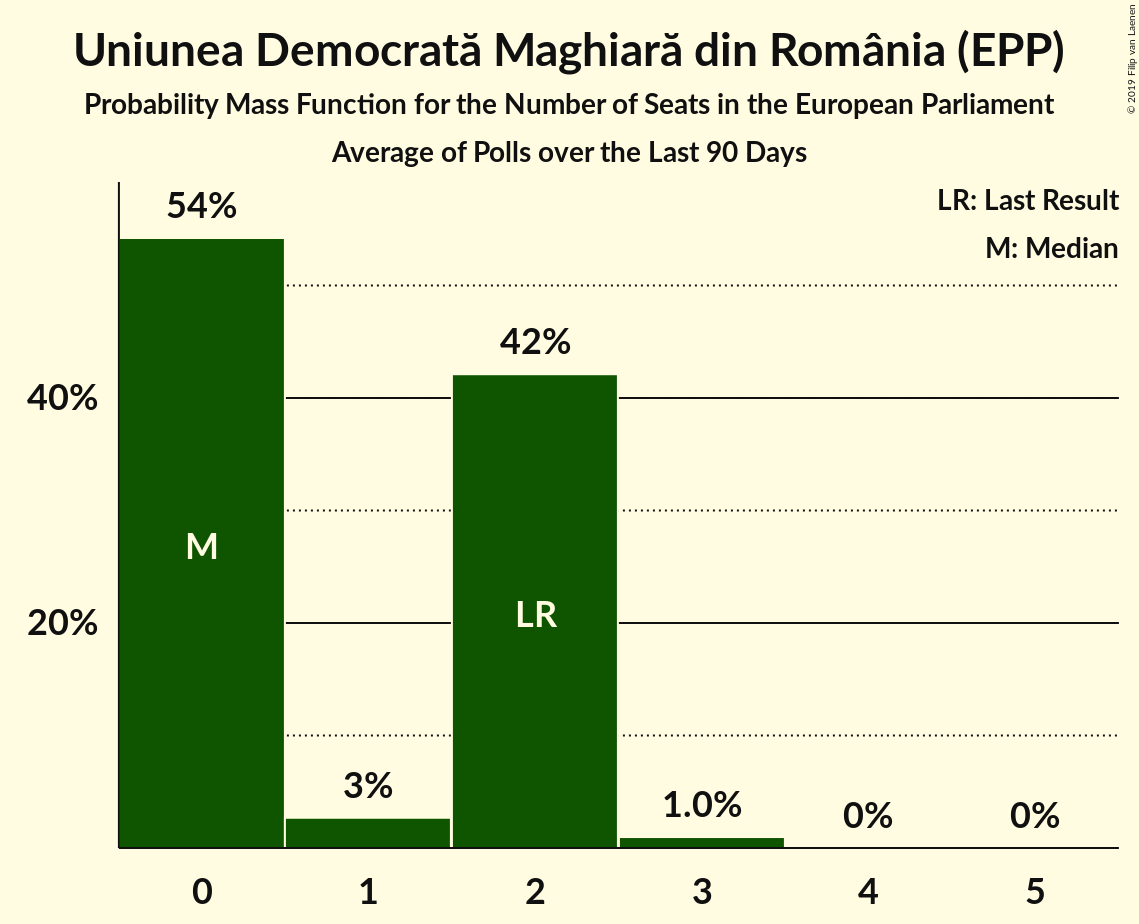 Uniunea Democrată Maghiară din România (EPP)
Probability Mass Function for the Number of Seats in the European Parliament
Average of Polls over the Last 90 Days
© 2019 Filip van Laenen
LR: Last Result
M: Median
54%
42%
40%
M
LR
20%
3%
1.0%
0%
0%
0
1
2
3
4
5